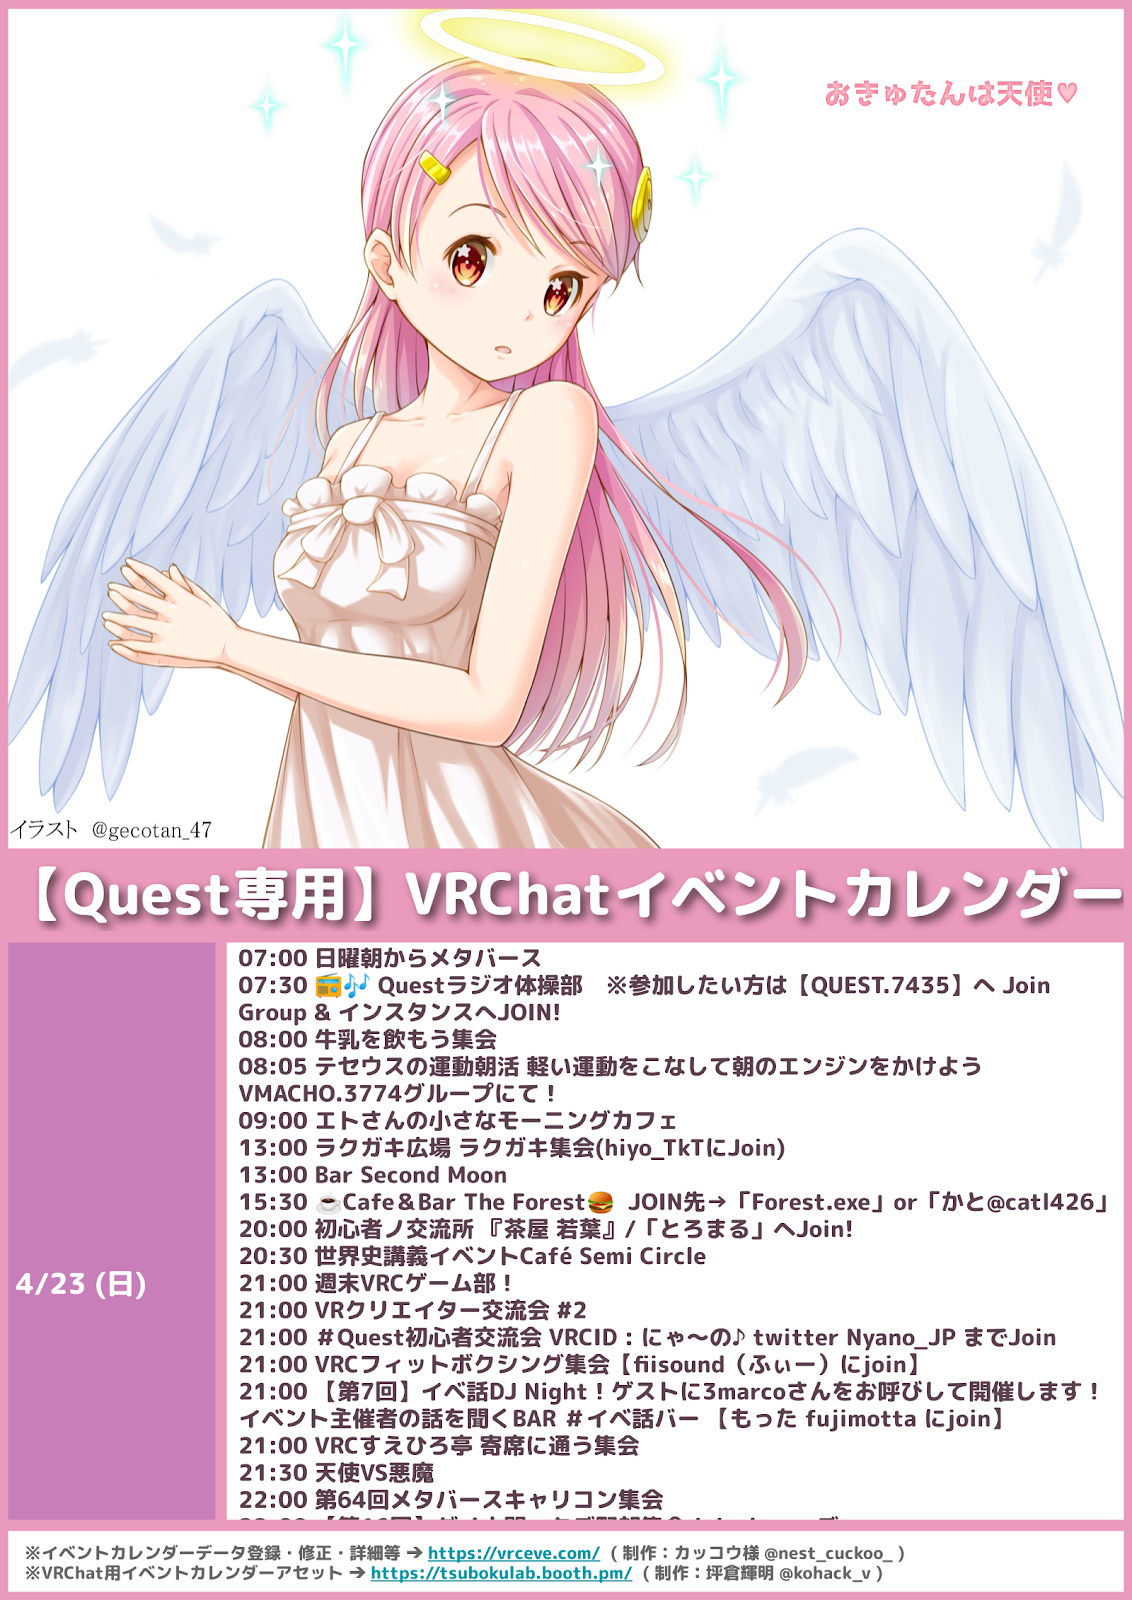 おきゅたんは天使♥
イラスト @gecotan_47
【Quest専用】VRChatイベントカレンダー
4/23 (日)
07:00 日曜朝からメタバース
07:30 📻🎶 Questラジオ体操部　※参加したい方は【QUEST.7435】へ Join
Group & インスタンスへJOIN!
08:00 牛乳を飲もう集会
08:05 テセウスの運動朝活 軽い運動をこなして朝のエンジンをかけよう
VMACHO.3774グループにて！
09:00 エトさんの小さなモーニングカフェ
13:00 ラクガキ広場 ラクガキ集会(hiyo_TkTにJoin)
13:00 Bar Second Moon
15:30 ☕Cafe＆Bar The Forest🍔 JOIN先→「Forest.exe」or「かと@catl426」
20:00 初心者ノ交流所 『茶屋 若葉』/「とろまる」へJoin!
20:30 世界史講義イベントCafé Semi Circle
21:00 週末VRCゲーム部！
21:00 VRクリエイター交流会 #2
21:00 ＃Quest初心者交流会 VRCID : にゃ～の♪ twitter Nyano_JP までJoin
21:00 VRCフィットボクシング集会【fiisound（ふぃー）にjoin】
21:00 【第7回】イベ話DJ Night！ゲストに3marcoさんをお呼びして開催します！
イベント主催者の話を聞くBAR ＃イベ話バー 【もった fujimotta にjoin】
21:00 VRCすえひろ亭 寄席に通う集会
21:30 天使VS悪魔
22:00 第64回メタバースキャリコン集会
※イベントカレンダーデータ登録・修正・詳細等 ➔ https://vrceve.com/ ( 制作：カッコウ様 @nest_cuckoo_ )
※VRChat用イベントカレンダーアセット ➔ https://tsubokulab.booth.pm/ ( 制作：坪倉輝明 @kohack_v )